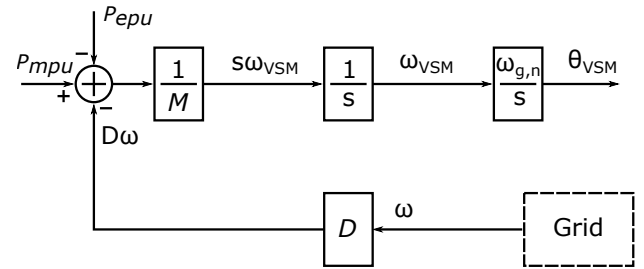 P_epu
−
P_mpu
+
−
1
M
sω_VSM
1
s
ω_VSM
ω_g,n
s
θ_VSM
Dω
D
ω
Grid